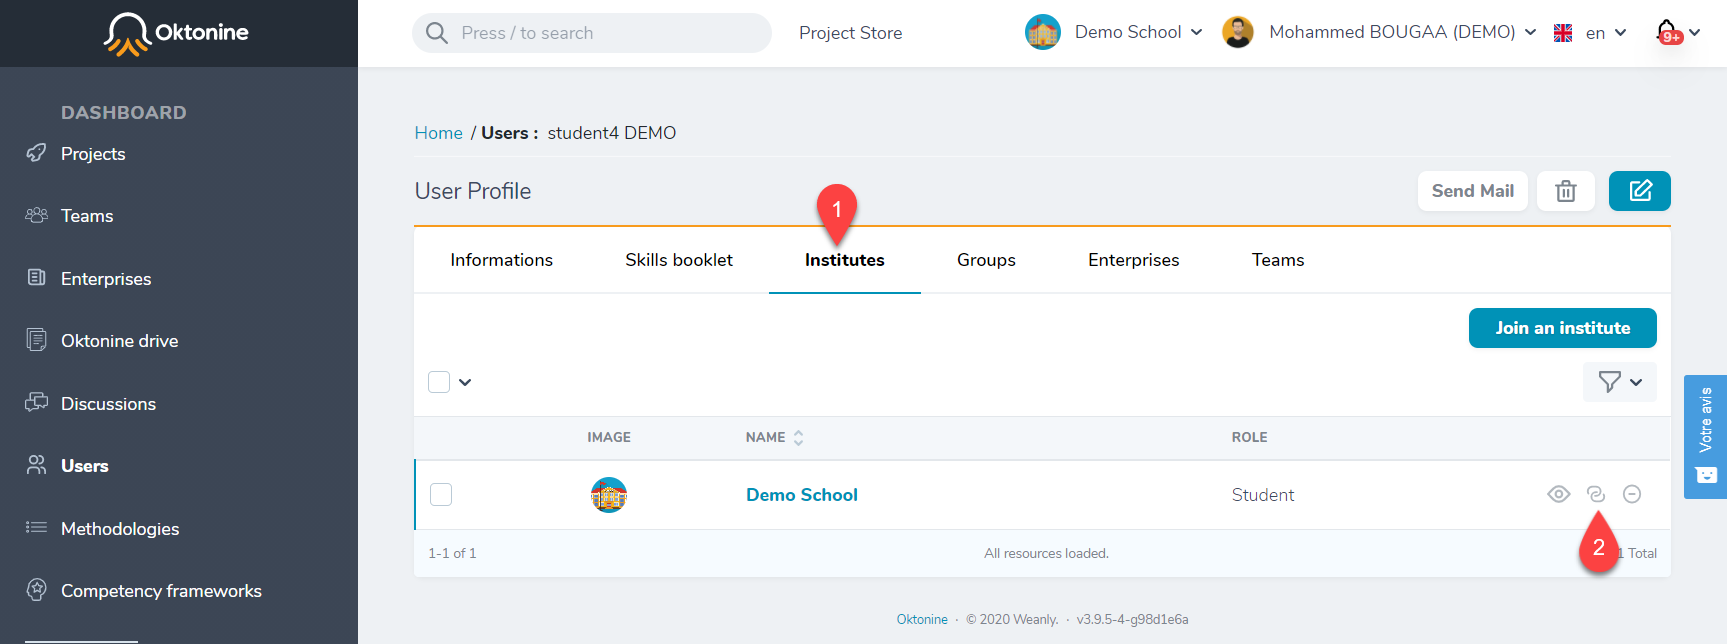 Oktonine
Press / to search
Project Store
Demo School
Mohammed BOUGAA (DEMO)
en
9+
DASHBOARD
Projects
Teams
Enterprises
Oktonine drive
Discussions
Users
Methodologies
Competency frameworks
Home / Users : student4 DEMO
User Profile
Send Mail
1
Informations
Skills booklet
Institutes
Groups
Enterprises
Teams
Join an institute
IMAGE
NAME
ROLE
Demo School
Student
2
1-1 of 1
All resources loaded.
1 Total
Votre avis
Oktonine · © 2020 Weanly. · v3.9.5-4-g98d1e6a